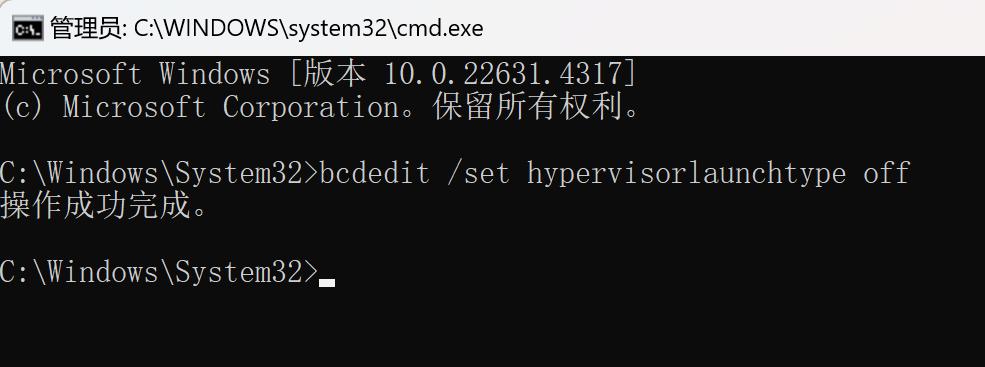 管理员: C:\WINDOWS\system32\cmd.exe
Microsoft Windows [版本 10.0.22631.4317]
(c) Microsoft Corporation。保留所有权利。
C:\Windows\System32>bcdedit /set hypervisorlaunchtype off
操作成功完成。
C:\Windows\System32>